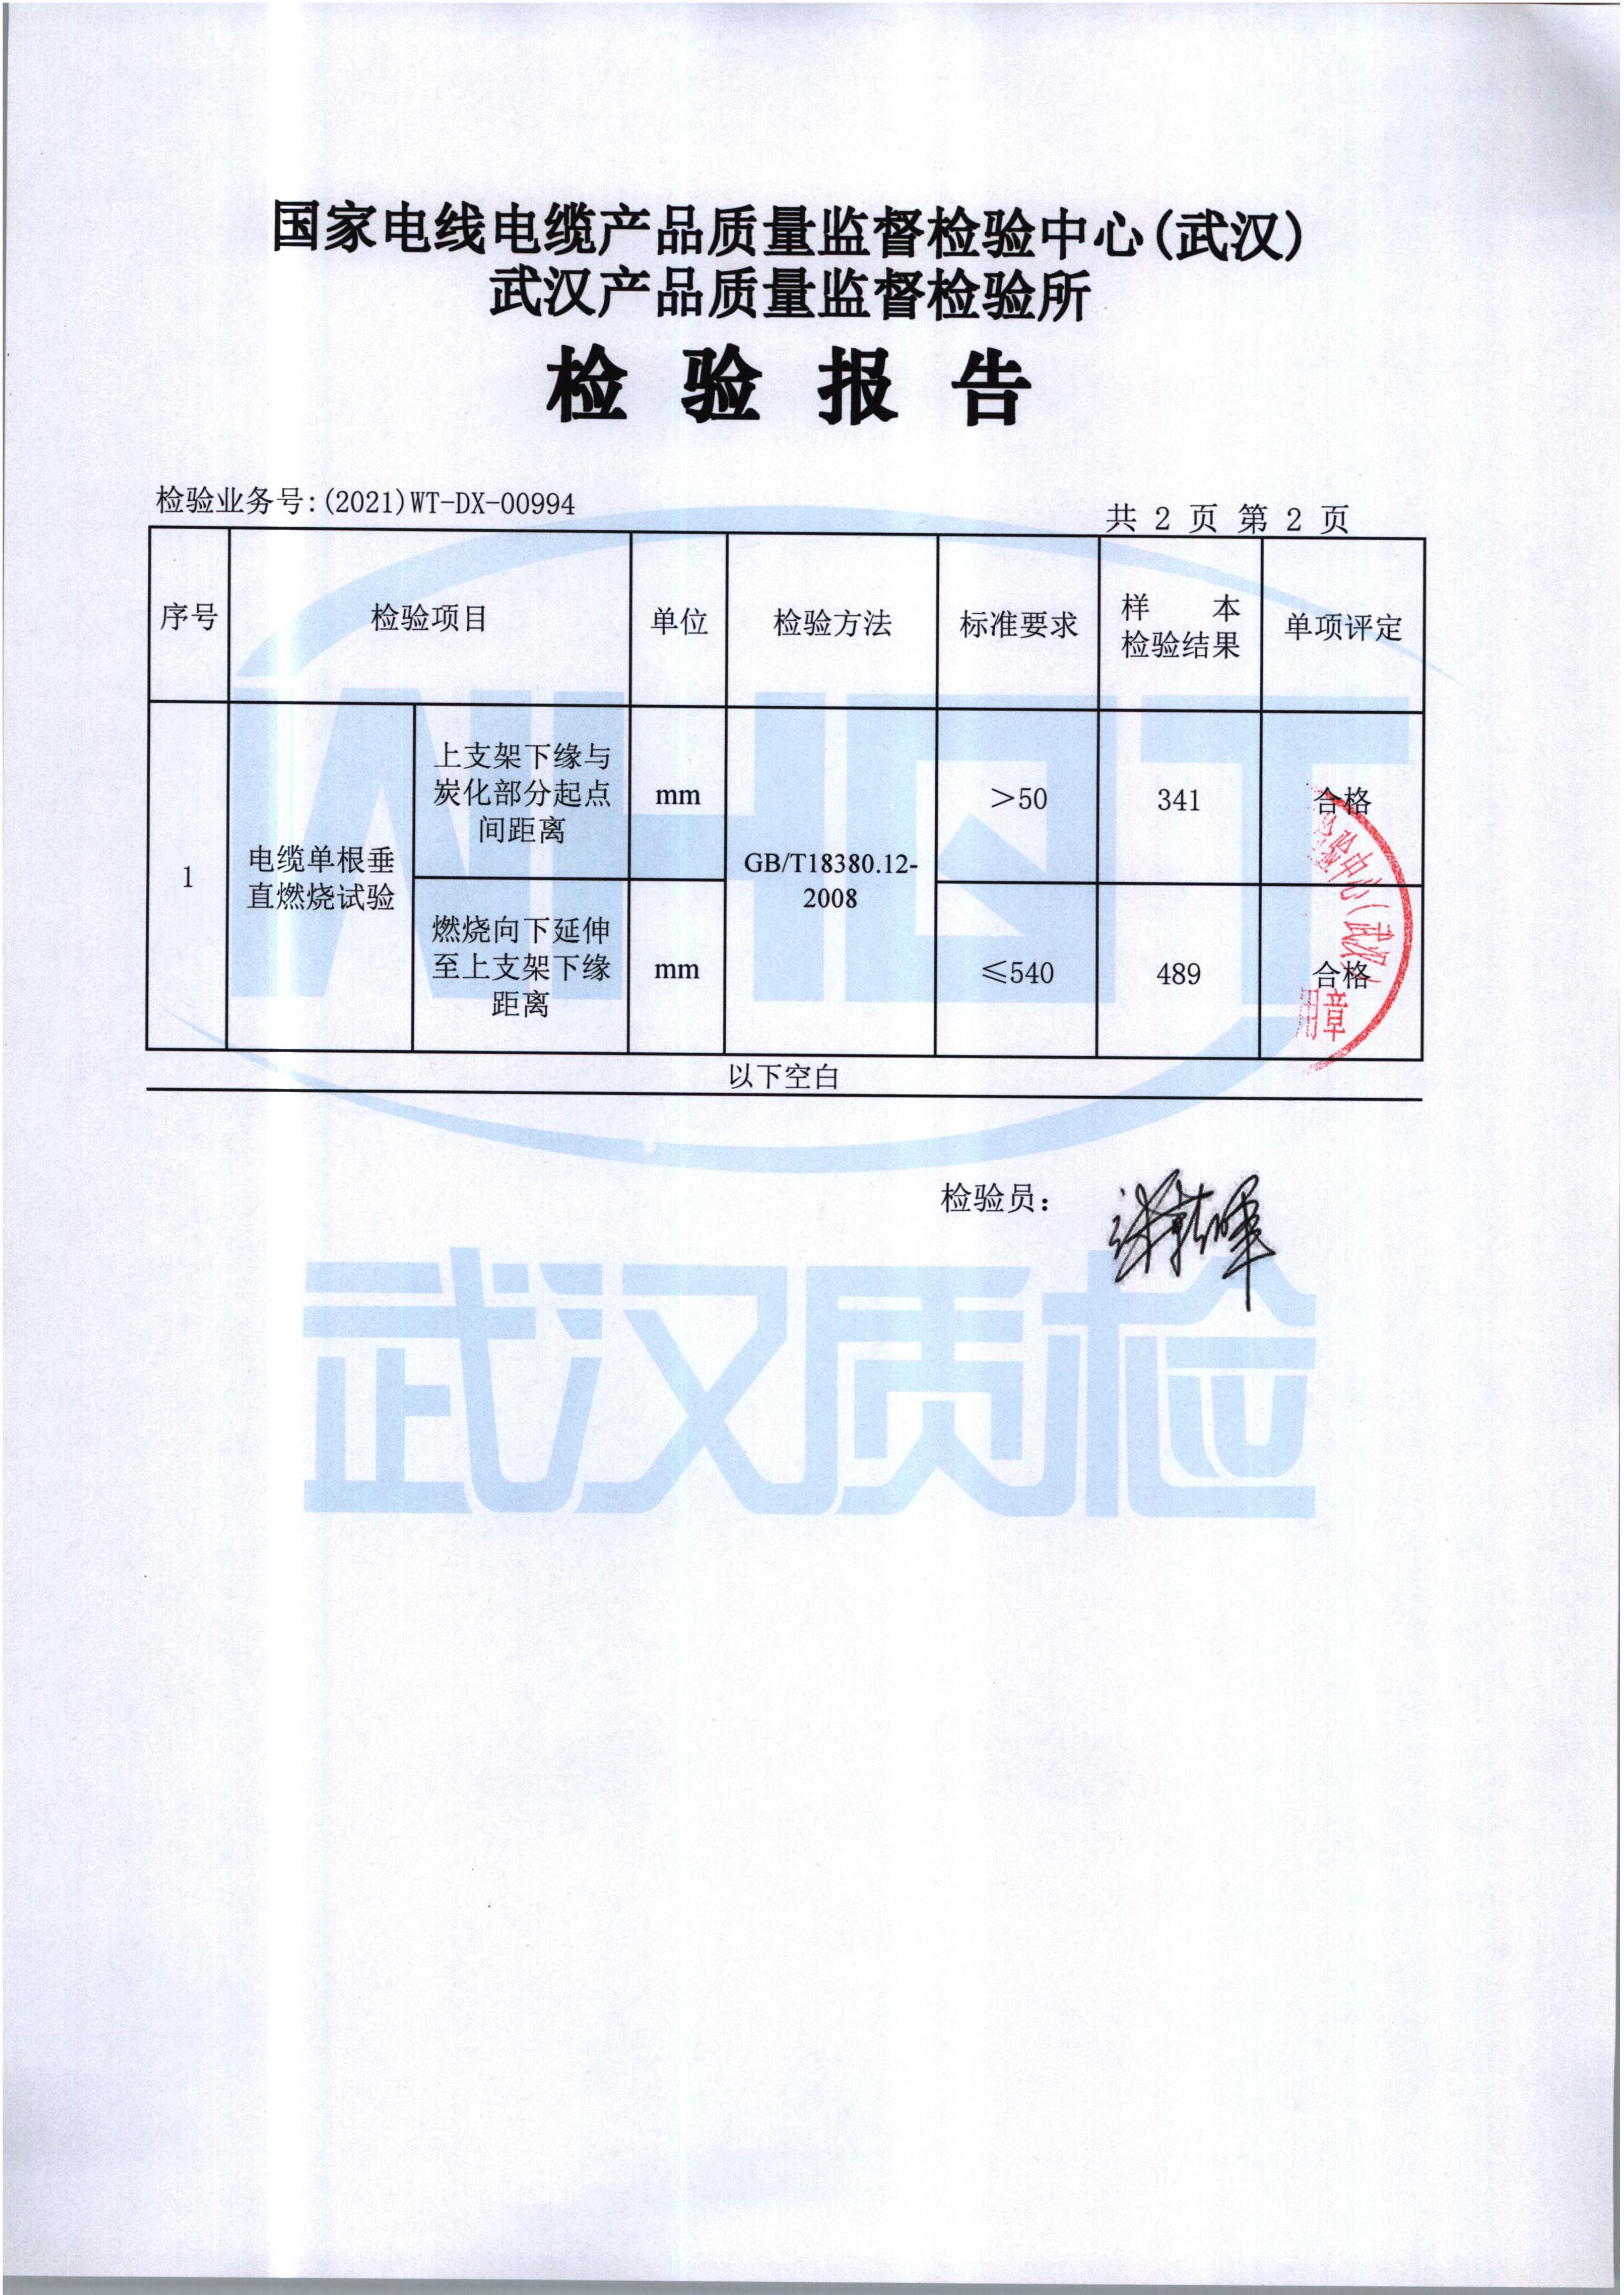 国家电线电缆产品质量监督检验中心(武汉)
武汉产品质量监督检验所
检验报告
检验业务号:(2021)WT-DX-00994
共 2 页 第 2 页
序号
检验项目
单位
检验方法
标准要求
样 本
检验结果
单项评定
1
电缆单根垂
直燃烧试验
上支架下缘与
炭化部分起点
间距离
mm
GB/T18380.12-
2008
>50
341
合格
燃烧向下延伸
至上支架下缘
距离
mm
≤540
489
合格
验中心(武汉)
用章
以下空白
检验员:
WHQT
武汉质检